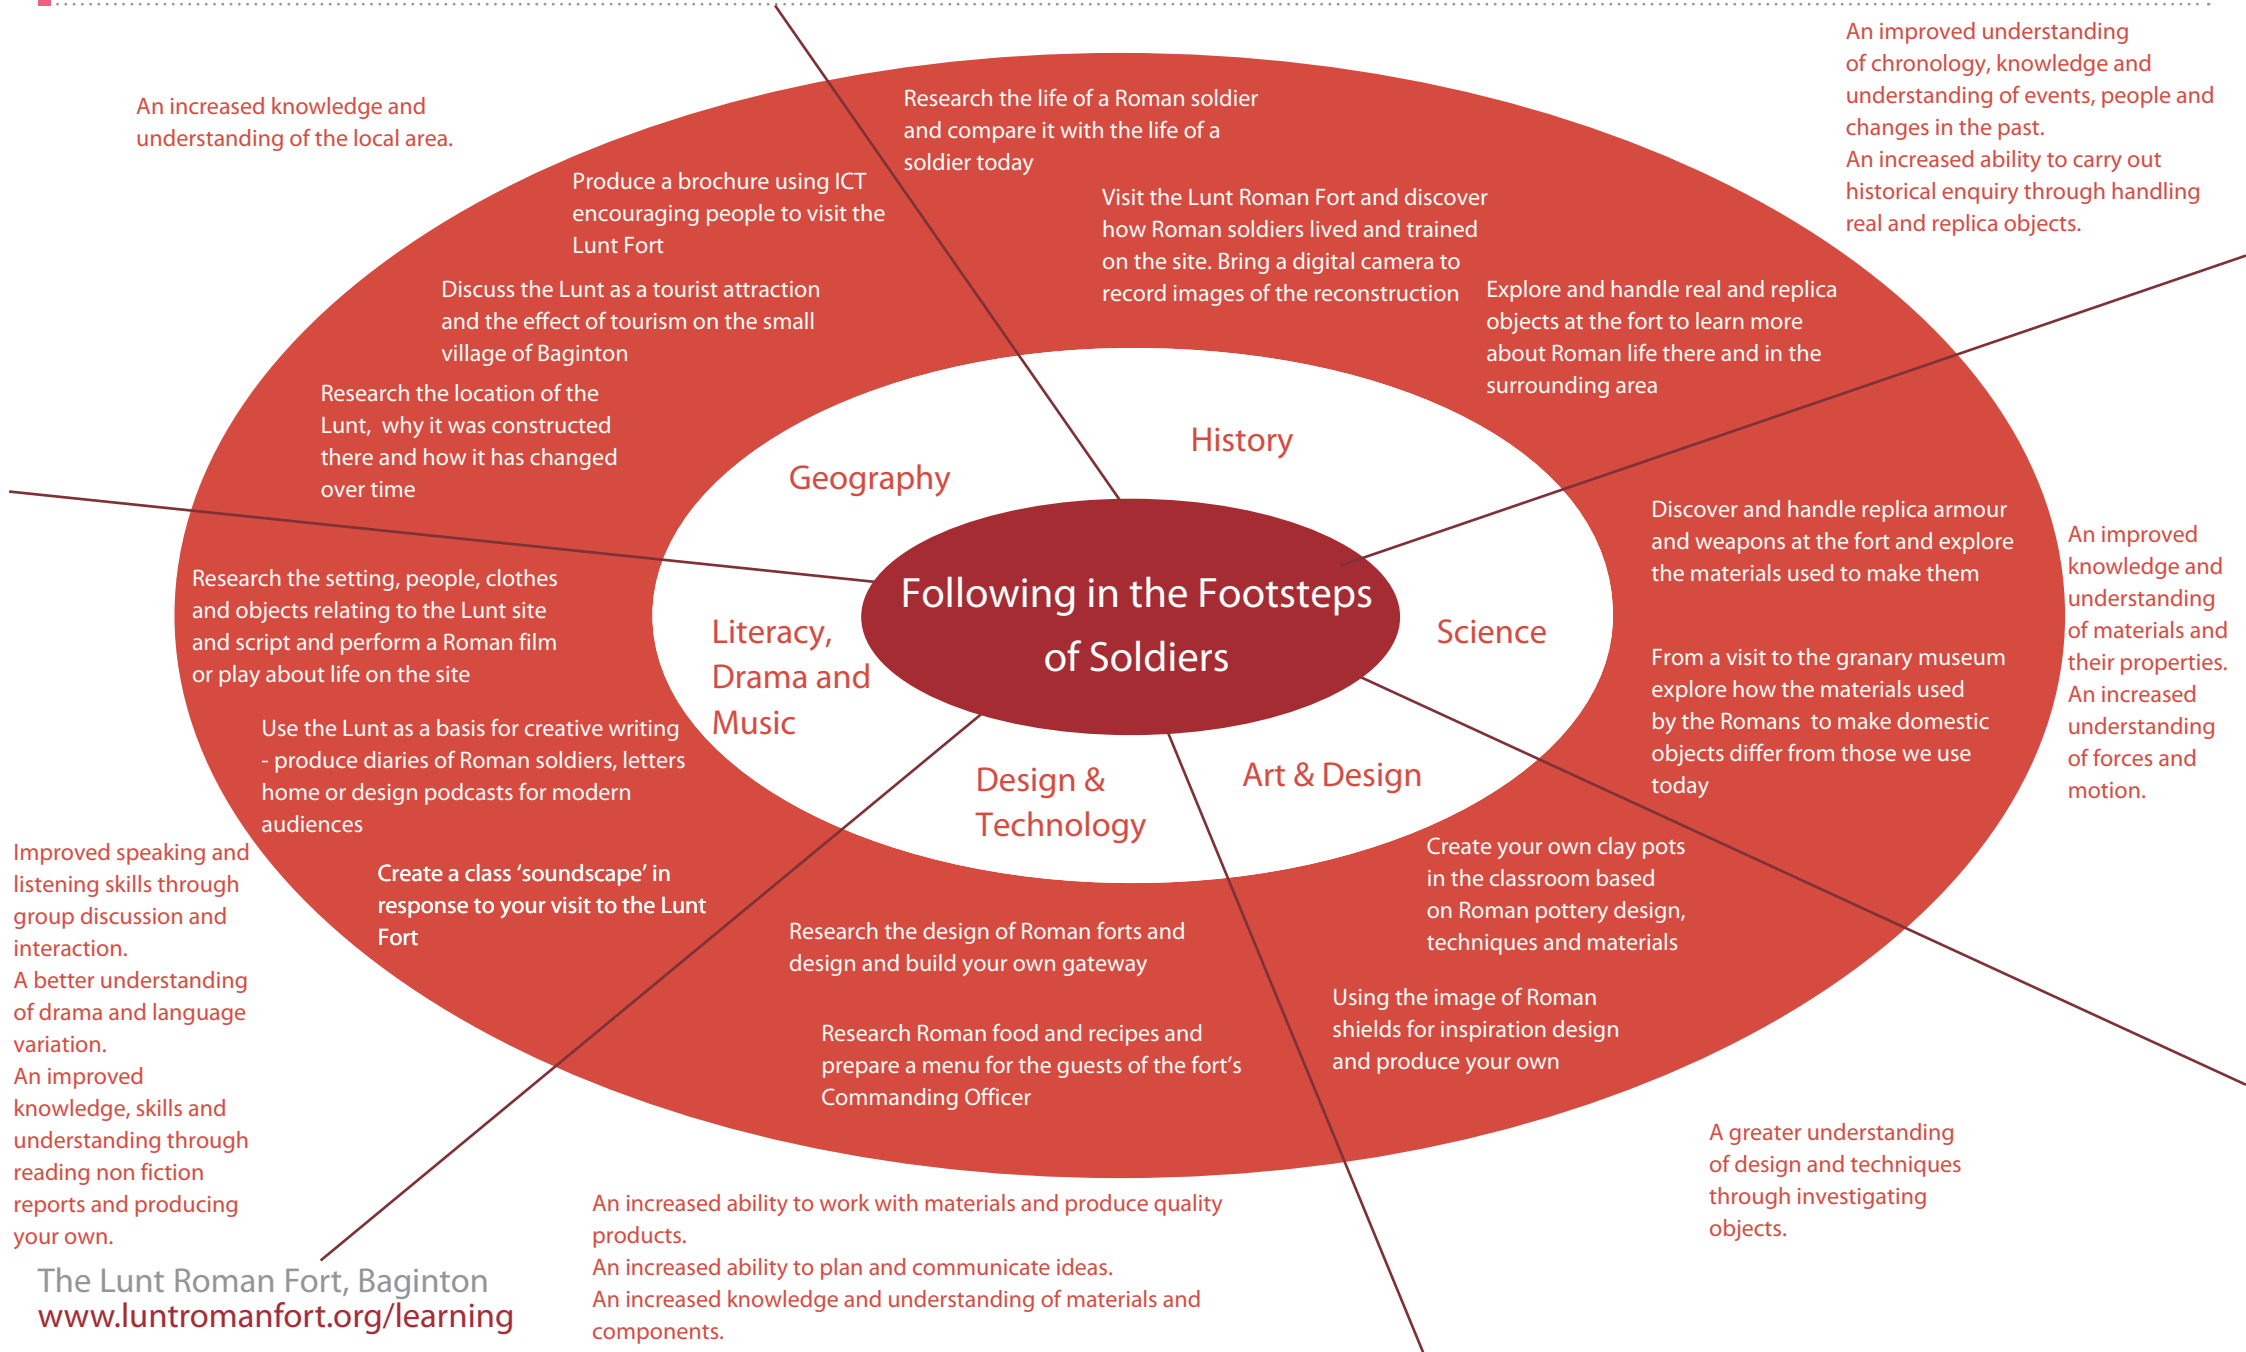 Following in the Footsteps
of Soldiers
Geography
An increased knowledge and
understanding of the local area.
Produce a brochure using ICT
encouraging people to visit the
Lunt Fort
Discuss the Lunt as a tourist attraction
and the effect of tourism on the small
village of Baginton
Research the location of the
Lunt, why it was constructed
there and how it has changed
over time
History
Research the life of a Roman soldier
and compare it with the life of a
soldier today
Visit the Lunt Roman Fort and discover
how Roman soldiers lived and trained
on the site. Bring a digital camera to
record images of the reconstruction
Explore and handle real and replica
objects at the fort to learn more
about Roman life there and in the
surrounding area
An improved understanding
of chronology, knowledge and
understanding of events, people and
changes in the past.
An increased ability to carry out
historical enquiry through handling
real and replica objects.
Science
Discover and handle replica armour
and weapons at the fort and explore
the materials used to make them
From a visit to the granary museum
explore how the materials used
by the Romans to make domestic
objects differ from those we use
today
An improved
knowledge and
understanding
of materials and
their properties.
An increased
understanding
of forces and
motion.
Art & Design
Create your own clay pots
in the classroom based
on Roman pottery design,
techniques and materials
Using the image of Roman
shields for inspiration design
and produce your own
A greater understanding
of design and techniques
through investigating
objects.
Design &
Technology
Research the design of Roman forts and
design and build your own gateway
Research Roman food and recipes and
prepare a menu for the guests of the fort's
Commanding Officer
An increased ability to work with materials and produce quality
products.
An increased ability to plan and communicate ideas.
An increased knowledge and understanding of materials and
components.
Literacy,
Drama and
Music
Research the setting, people, clothes
and objects relating to the Lunt site
and script and perform a Roman film
or play about life on the site
Use the Lunt as a basis for creative writing
- produce diaries of Roman soldiers, letters
home or design podcasts for modern
audiences
Create a class ‘soundscape’ in
response to your visit to the Lunt
Fort
Improved speaking and
listening skills through
group discussion and
interaction.
A better understanding
of drama and language
variation.
An improved
knowledge, skills and
understanding through
reading non fiction
reports and producing
your own.
The Lunt Roman Fort, Baginton
www.luntromanfort.org/learning